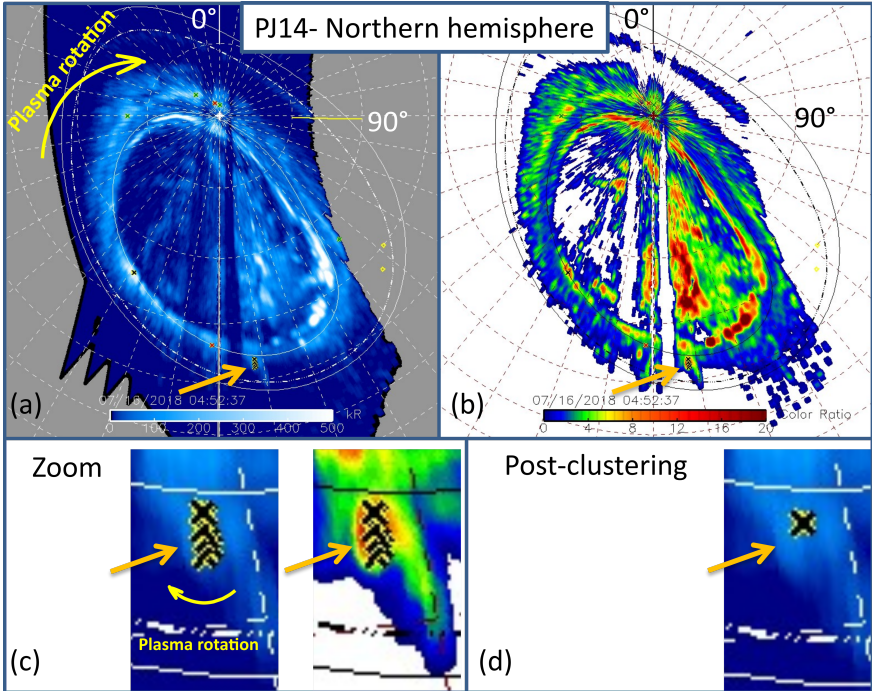 PJ14- Northern hemisphere
0°
90°
Plasma rotation
(a)
07/16/2018 04:52:37
kR
0 100 200 300 400 500
0°
90°
(b)
07/16/2018 04:52:37
Color Ratio
0 4 8 12 16 20
Zoom
Plasma rotation
(c)
Post-clustering
(d)